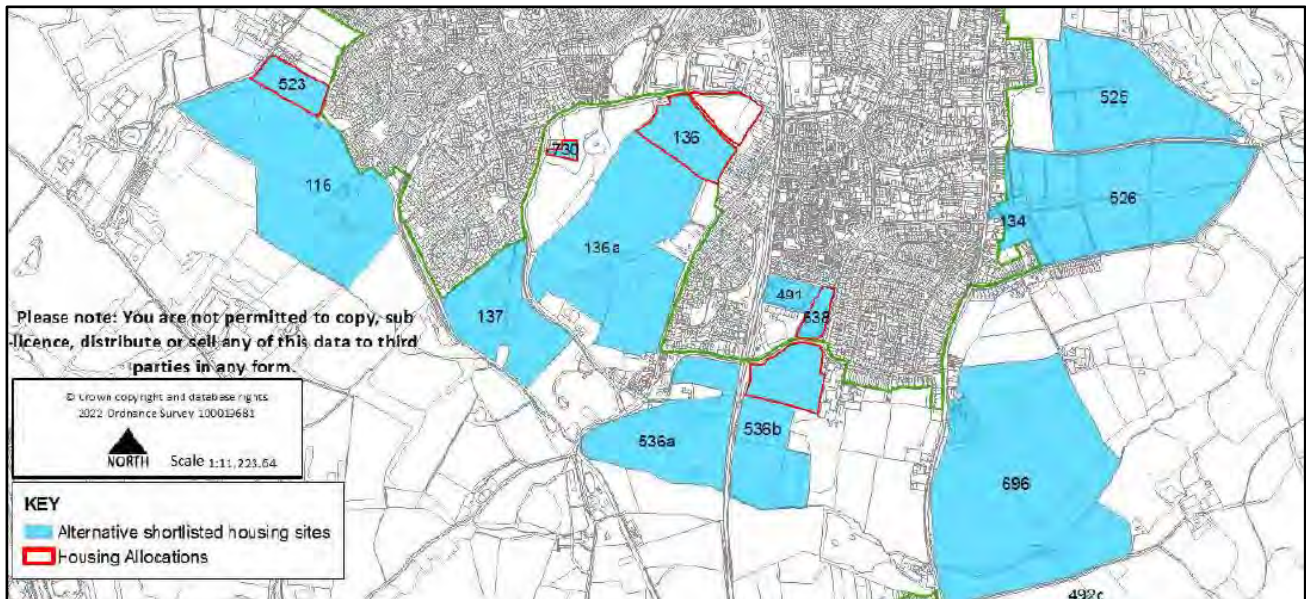 523
525
136
730
116
134
526
136a
491
638
137
Please note: You are not permitted to copy, sub
-licence, distribute or sell any of this data to third
parties in any form.
© Crown copyright and database rights
2022 Ordnance Survey 100019681
NORTH Scale 1:11,223.64
536a
536b
696
KEY
Alternative shortlisted housing sites
Housing Allocations
492c